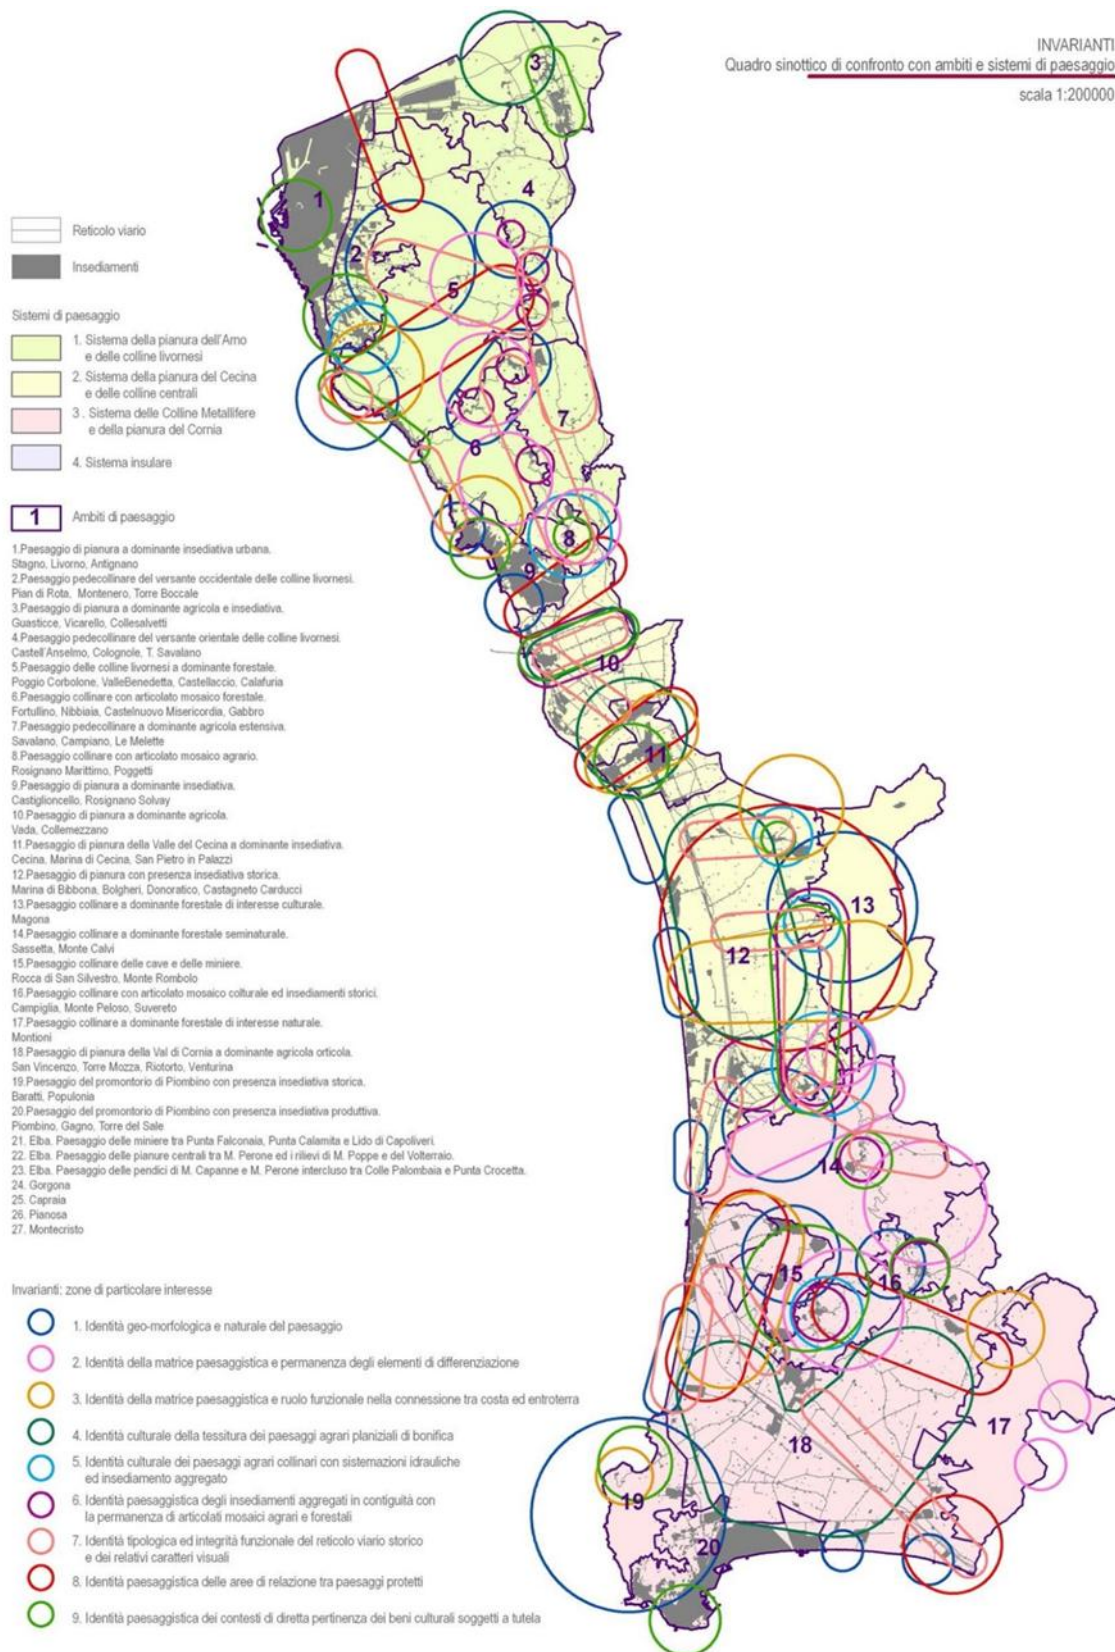 INVARIANTI
Quadro sinottico di confronto con ambiti e sistemi di paesaggio
scala 1:200000
Reticolo viario
Insediamenti
Sistemi di paesaggio
1. Sistema della pianura dell'Arno
e delle colline livornesi
2. Sistema della pianura del Cecina
e delle colline centrali
3 . Sistema delle Colline Metallifere
e della pianura del Cornia
4. Sistema insulare
1 Ambiti di paesaggio
1.Paesaggio di pianura a dominante insediativa urbana.
Stagno, Livorno, Antignano
2.Paesaggio pedecollinare del versante occidentale delle colline livornesi.
Pian di Rota, Montenero, Torre Boccale
3.Paesaggio di pianura a dominante agricola e insediativa.
Guasticce, Vicarello, Collesalvetti
4.Paesaggio pedecollinare del versante orientale delle colline livornesi.
Castell'Anselmo, Colognole, T. Savalano
5.Paesaggio delle colline livornesi a dominante forestale.
Poggio Corbolone, ValleBenedetta, Castellaccio, Calafuria
6.Paesaggio collinare con articolato mosaico forestale.
Fortullino, Nibbiaia, Castelnuovo Misericordia, Gabbro
7.Paesaggio pedecollinare a dominante agricola estensiva.
Savalano, Campiano, Le Melette
8.Paesaggio collinare con articolato mosaico agrario.
Rosignano Marittimo, Poggetti
9.Paesaggio di pianura a dominante insediativa.
Castiglioncello, Rosignano Solvay
10.Paesaggio di pianura a dominante agricola.
Vada, Collemezzano
11.Paesaggio di pianura della Valle del Cecina a dominante insediativa.
Cecina, Marina di Cecina, San Pietro in Palazzi
12.Paesaggio di pianura con presenza insediativa storica.
Marina di Bibbona, Bolgheri, Donoratico, Castagneto Carducci
13.Paesaggio collinare a dominante forestale di interesse culturale.
Magona
14.Paesaggio collinare a dominante forestale seminaturale.
Sassetta, Monte Calvi
15.Paesaggio collinare delle cave e delle miniere.
Rocca di San Silvestro, Monte Rombolo
16.Paesaggio collinare con articolato mosaico colturale ed insediamenti storici.
Campiglia, Monte Peloso, Suvereto
17.Paesaggio collinare a dominante forestale di interesse naturale.
Montioni
18.Paesaggio di pianura della Val di Cornia a dominante agricola orticola.
San Vincenzo, Torre Mozza, Riotorto, Venturina
19.Paesaggio del promontorio di Piombino con presenza insediativa storica.
Baratti, Populonia
20.Paesaggio del promontorio di Piombino con presenza insediativa produttiva.
Piombino, Gagno, Torre del Sale
21. Elba. Paesaggio delle miniere tra Punta Falconaia, Punta Calamita e Lido di Capoliveri.
22. Elba. Paesaggio delle pianure centrali tra M. Perone ed i rilievi di M. Poppe e del Volterraio.
23. Elba. Paesaggio delle pendici di M. Capanne e M. Perone intercluso tra Colle Palombaia e Punta Crocetta.
24. Gorgona
25. Capraia
26. Pianosa
27. Montecristo
Invarianti: zone di particolare interesse
1. Identità geo-morfologica e naturale del paesaggio
2. Identità della matrice paesaggistica e permanenza degli elementi di differenziazione
3. Identità della matrice paesaggistica e ruolo funzionale nella connessione tra costa ed entroterra
4. Identità culturale della tessitura dei paesaggi agrari planiziali di bonifica
5. Identità culturale dei paesaggi agrari collinari con sistemazioni idrauliche
ed insediamento aggregato
6. Identità paesaggistica degli insediamenti aggregati in contiguità con
la permanenza di articolati mosaici agrari e forestali
7. Identità tipologica ed integrità funzionale del reticolo viario storico
e dei relativi caratteri visuali
8. Identità paesaggistica delle aree di relazione tra paesaggi protetti
9. Identità paesaggistica dei contesti di diretta pertinenza dei beni culturali soggetti a tutela
3
1
4
2
5
7
6
8
9
10
11
13
12
14
15
16
17
18
19
20